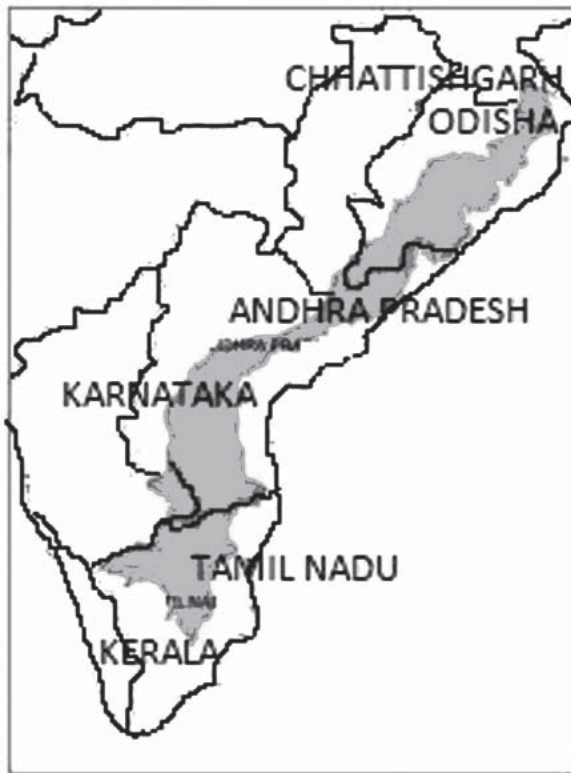 CHHATTISHGARH
ODISHA
ANDHRA PRADESH
KARNATAKA
TAMIL NADU
KERALA